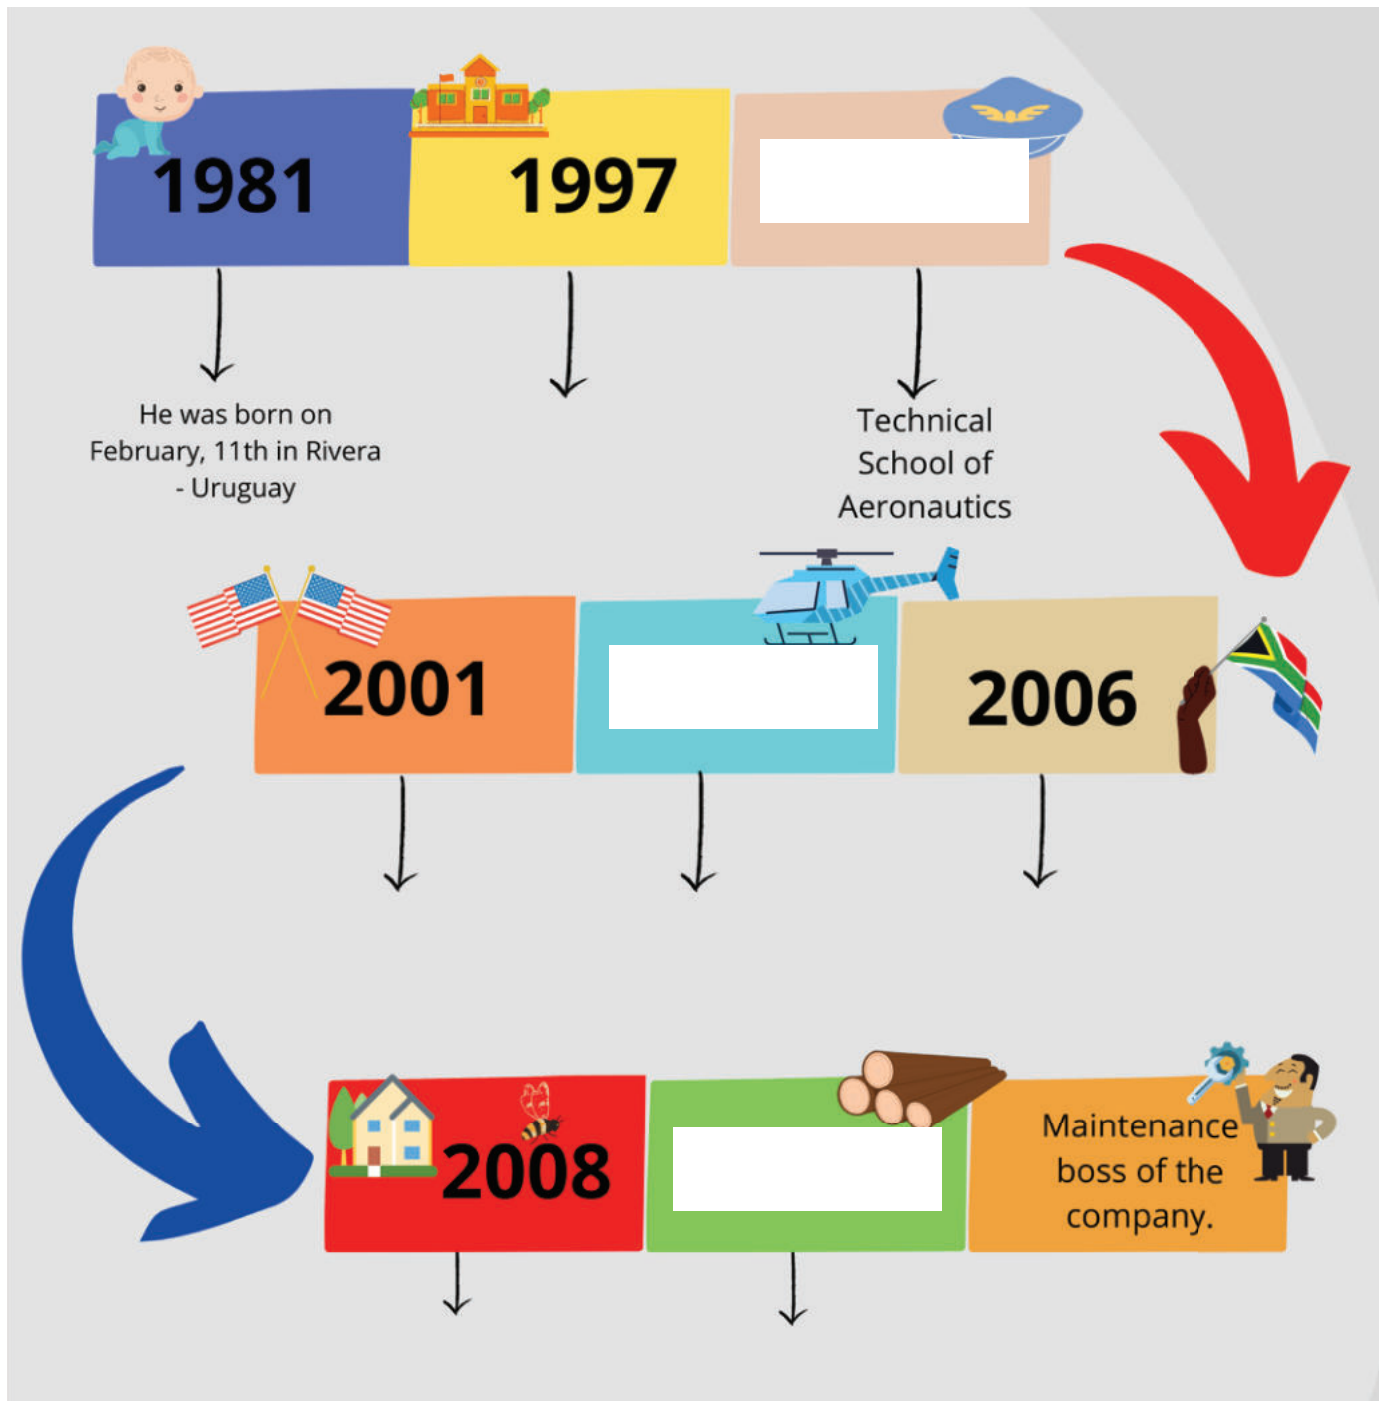 1981
1997
He was born on
February, 11th in Rivera
- Uruguay
Technical
School of
Aeronautics
2001
2006
2008
Maintenance
boss of the
company.